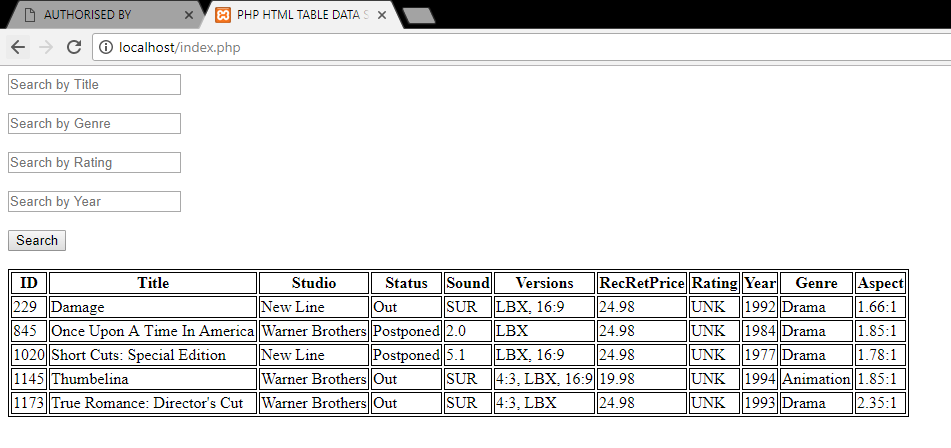 AUTHORISED BY
PHP HTML TABLE DATA S
localhost/index.php
Search by Title
Search by Genre
Search by Rating
Search by Year
Search
ID Title Studio Status Sound Versions RecRetPrice Rating Year Genre Aspect
229 Damage New Line Out SUR LBX, 16:9 24.98 UNK 1992 Drama 1.66:1
845 Once Upon A Time In America Warner Brothers Postponed 2.0 LBX 24.98 UNK 1984 Drama 1.85:1
1020 Short Cuts: Special Edition New Line Postponed 5.1 LBX, 16:9 24.98 UNK 1977 Drama 1.78:1
1145 Thumbelina Warner Brothers Out SUR 4:3, LBX, 16:9 19.98 UNK 1994 Animation 1.85:1
1173 True Romance: Director's Cut Warner Brothers Out SUR 4:3, LBX 24.98 UNK 1993 Drama 2.35:1